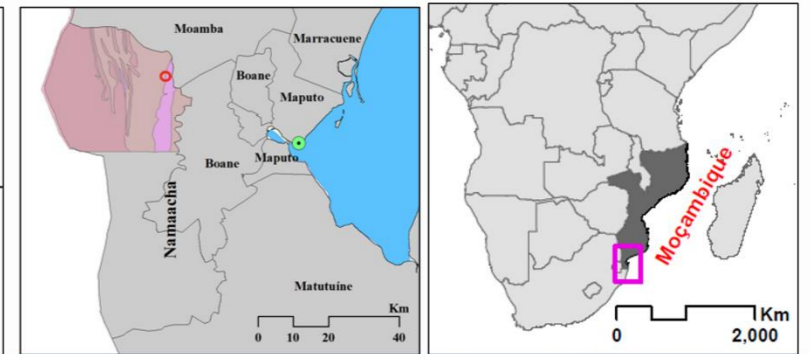 Moamba
Marracuene
Boane
Maputo
Maputo
Boane
Namaacha
Matutuíne
Km
0 10 20 40
Moçambique
Km
0 2,000